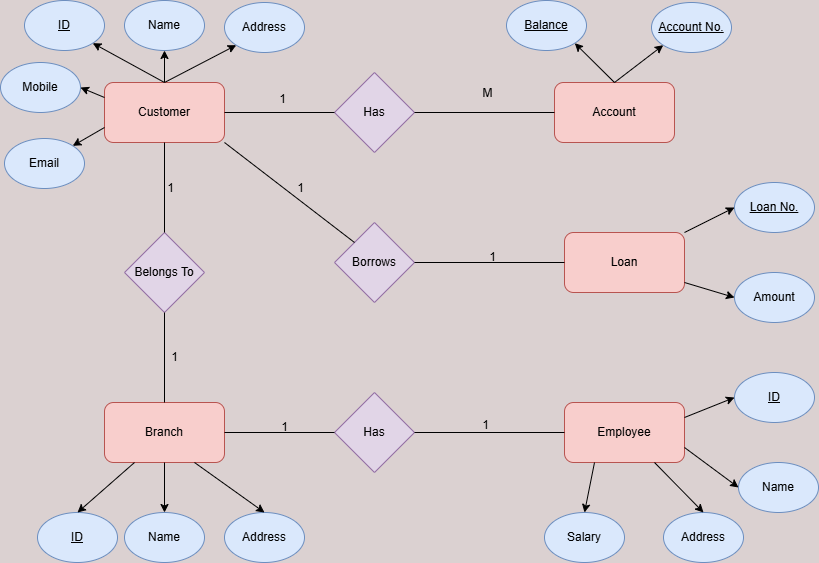 ID
Name
Address
Balance
Account No.
Mobile
Customer
1
Has
M
Account
Email
1
1
Loan No.
Belongs To
Borrows
1
Loan
Amount
1
ID
Branch
1
Has
1
Employee
Name
ID
Name
Address
Salary
Address